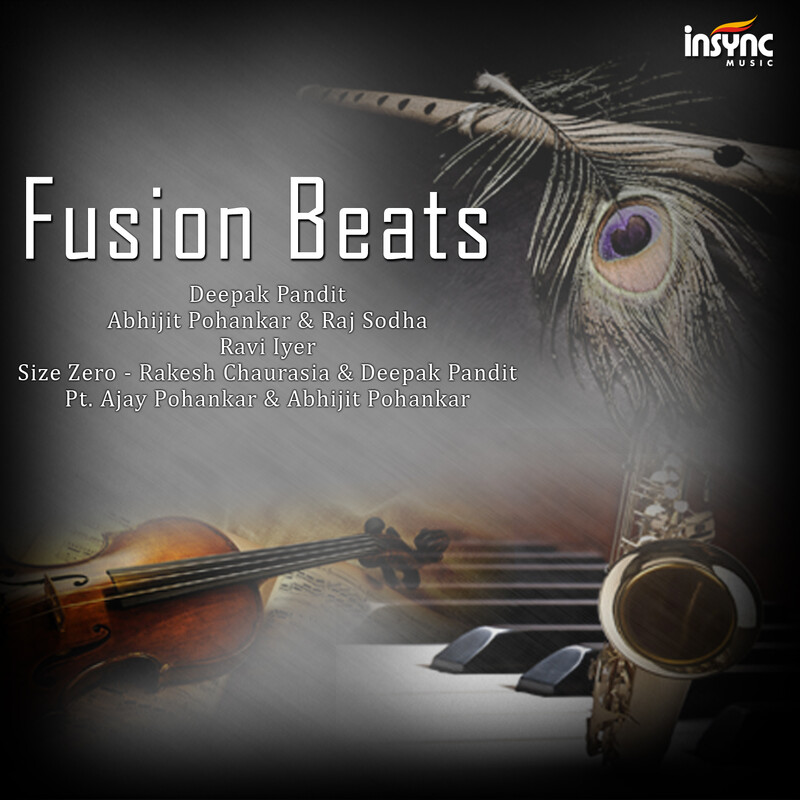 insync
MUSIC
Fusion Beats
Deepak Pandit
Abhijit Pohankar & Raj Sodha
Ravi Iyer
Size Zero - Rakesh Chaurasia & Deepak Pandit
Pt. Ajay Pohankar & Abhijit Pohankar